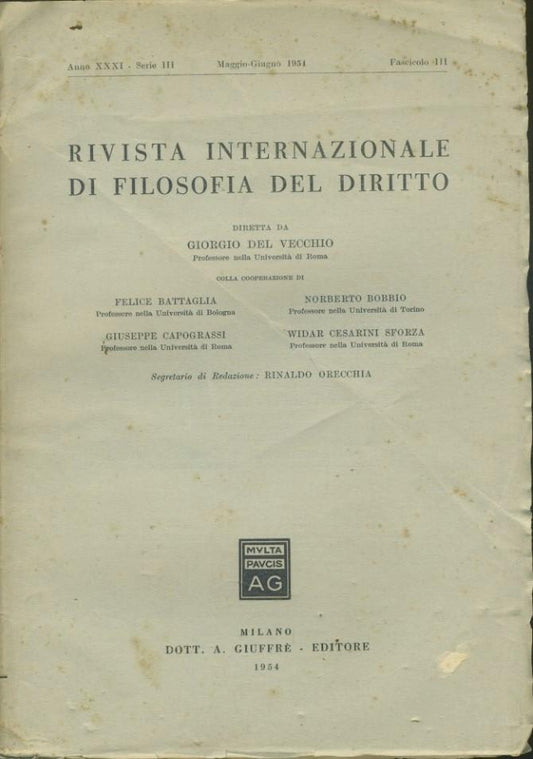 Anno XXXI - Serie III Maggio-Giugno 1954 Fascicolo III
RIVISTA INTERNAZIONALE
DI FILOSOFIA DEL DIRITTO
DIRETTA DA
GIORGIO DEL VECCHIO
Professore nella Università di Roma
COLLA COOPERAZIONE DI
FELICE BATTAGLIA
Professore nella Università di Bologna
NORBERTO BOBBIO
Professore nella Università di Torino
GIUSEPPE CAPOGRASSI
Professore nella Università di Roma
WIDAR CESARINI SFORZA
Professore nella Università di Roma
Segretario di Redazione: RINALDO ORECCHIA
MVLTA
PAVCIS
AG
MILANO
DOTT. A. GIUFFRÈ - EDITORE
1954